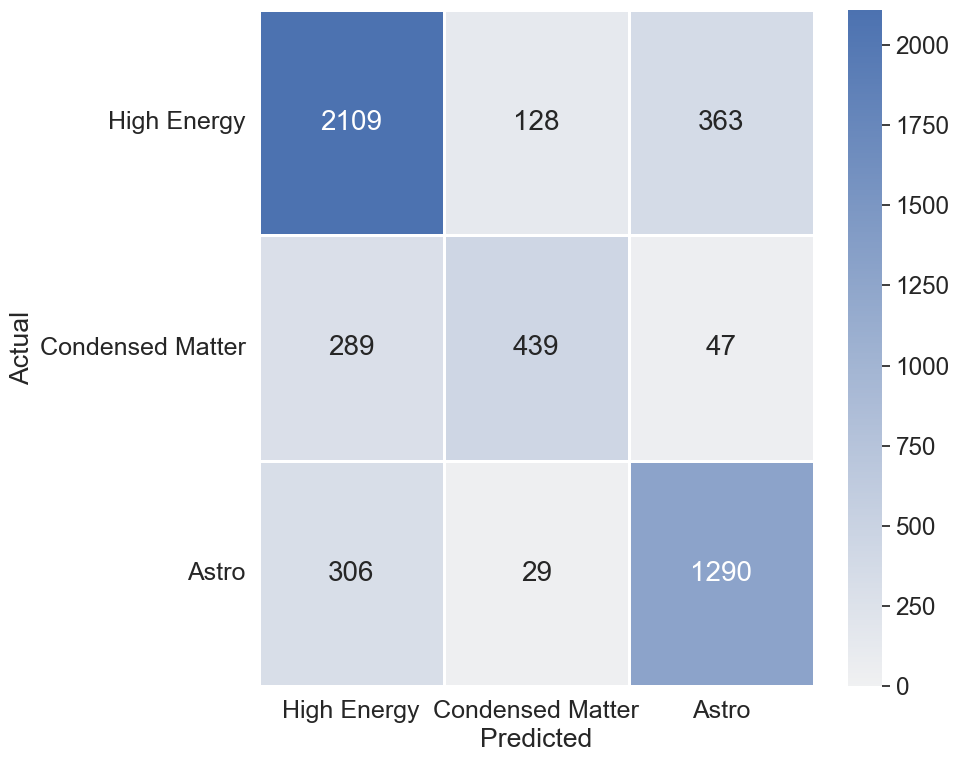 High Energy
2109 128 363
Condensed Matter
289 439 47
Astro
306 29 1290
High Energy Condensed Matter Astro
Predicted
Actual
2000
1750
1500
1250
1000
750
500
250
0